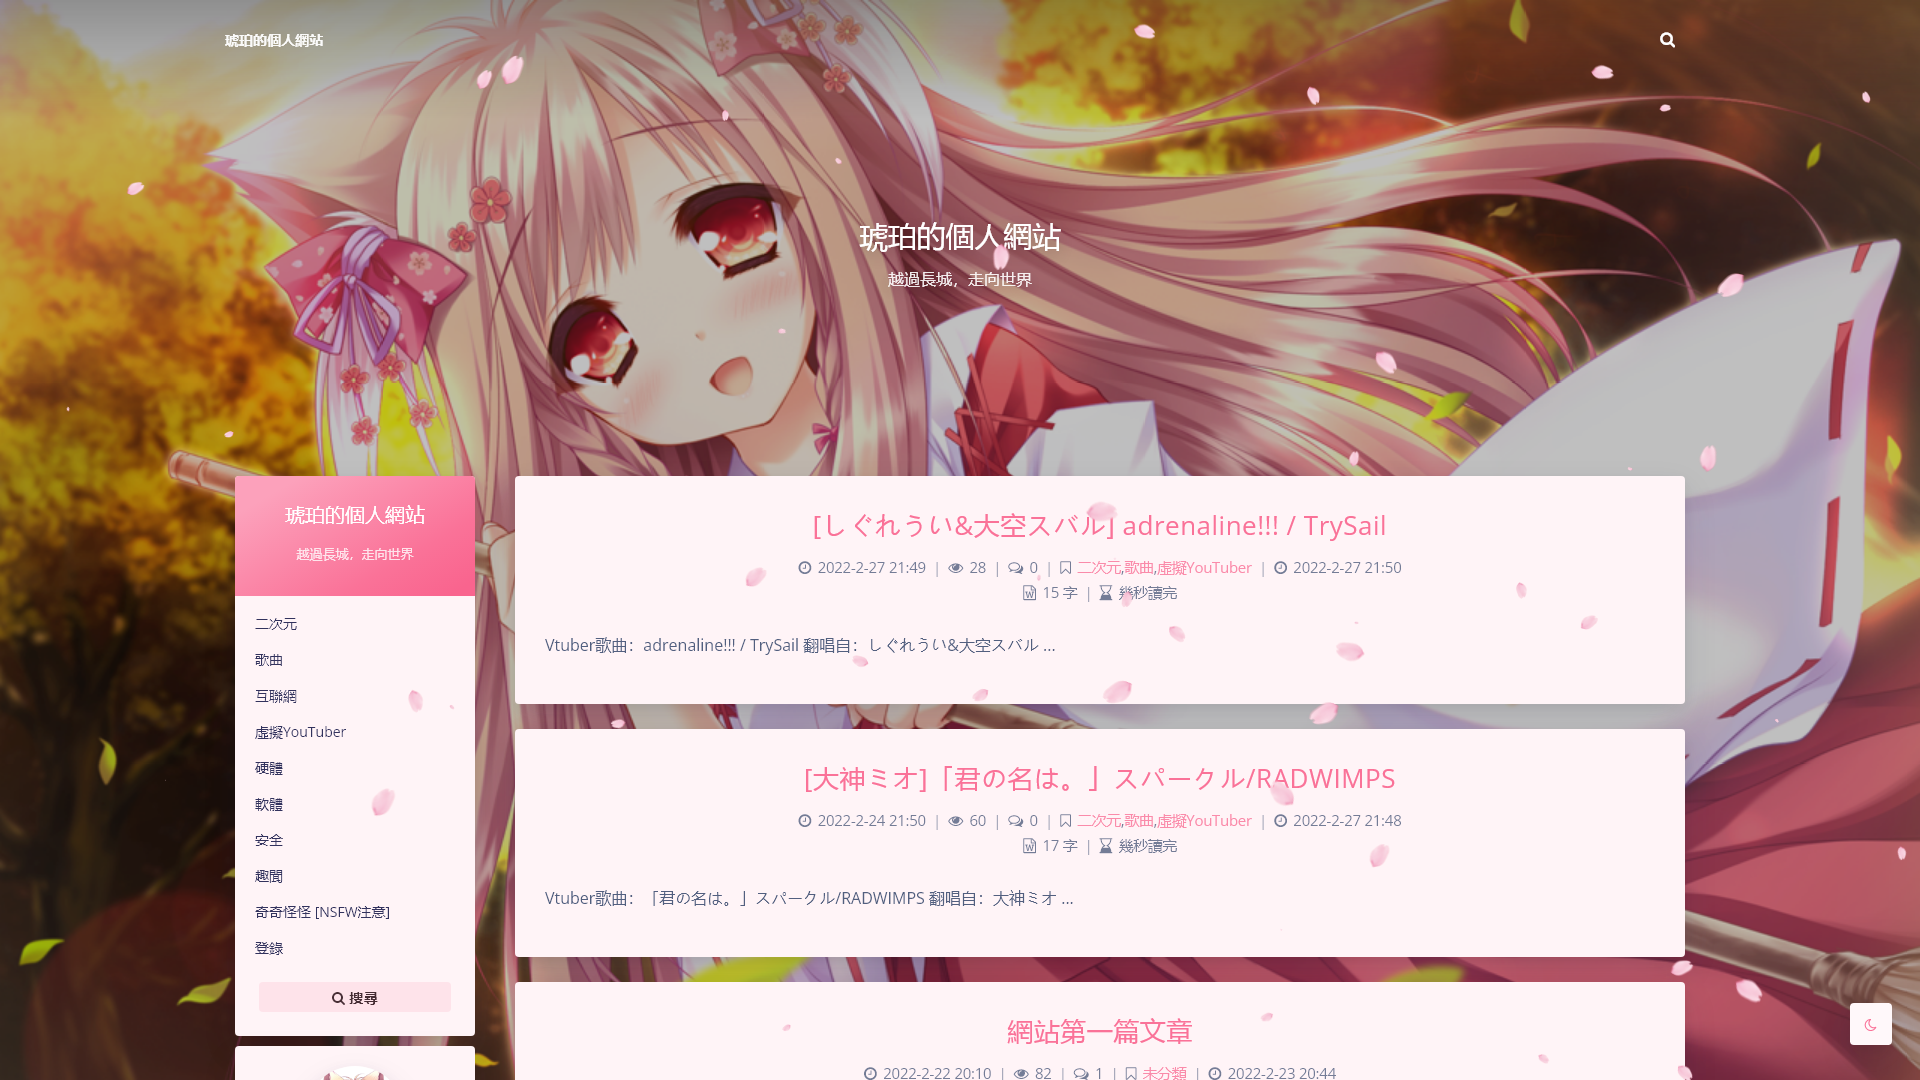 琥珀的個人網站
琥珀的個人網站
越過長城，走向世界
琥珀的個人網站
越過長城，走向世界
二次元
歌曲
互聯網
虛擬YouTuber
硬體
軟體
安全
趣聞
奇奇怪怪 [NSFW注意]
登錄
搜尋
[しぐれうい&大空スバル] adrenaline!!! / TrySail
2022-2-27 21:49 | 28 | 0 | 二次元,歌曲,虛擬YouTuber | 2022-2-27 21:50
15 字 | 幾秒讀完
Vtuber歌曲：adrenaline!!! / TrySail 翻唱自：しぐれうい&大空スバル ...
[大神ミオ]「君の名は。」スパークル/RADWIMPS
2022-2-24 21:50 | 60 | 0 | 二次元,歌曲,虛擬YouTuber | 2022-2-27 21:48
17 字 | 幾秒讀完
Vtuber歌曲：「君の名は。」スパークル/RADWIMPS 翻唱自：大神ミオ ...
網站第一篇文章
2022-2-22 20:10 | 82 | 1 | 未分類 | 2022-2-23 20:44